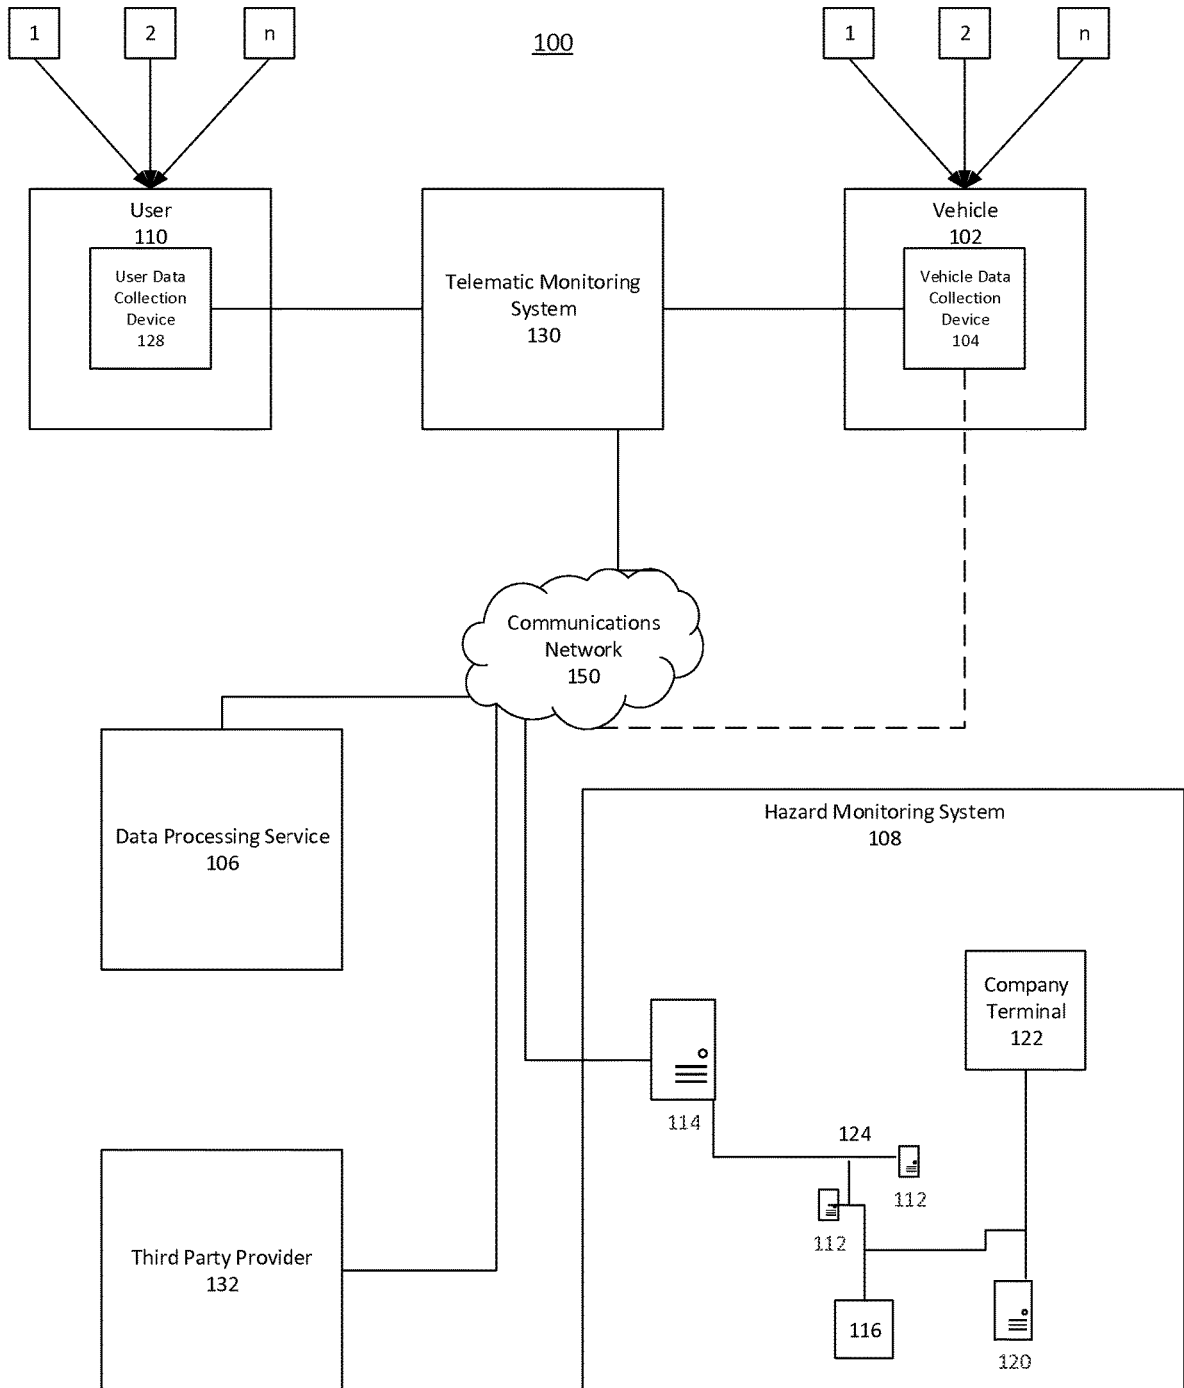 1
2
n
100
1
2
n
User
110
User Data
Collection
Device
128
Telematic Monitoring
System
130
Vehicle
102
Vehicle Data
Collection
Device
104
Communications
Network
150
Data Processing Service
106
Hazard Monitoring System
108
Company
Terminal
122
114
124
112
112
Third Party Provider
132
116
120